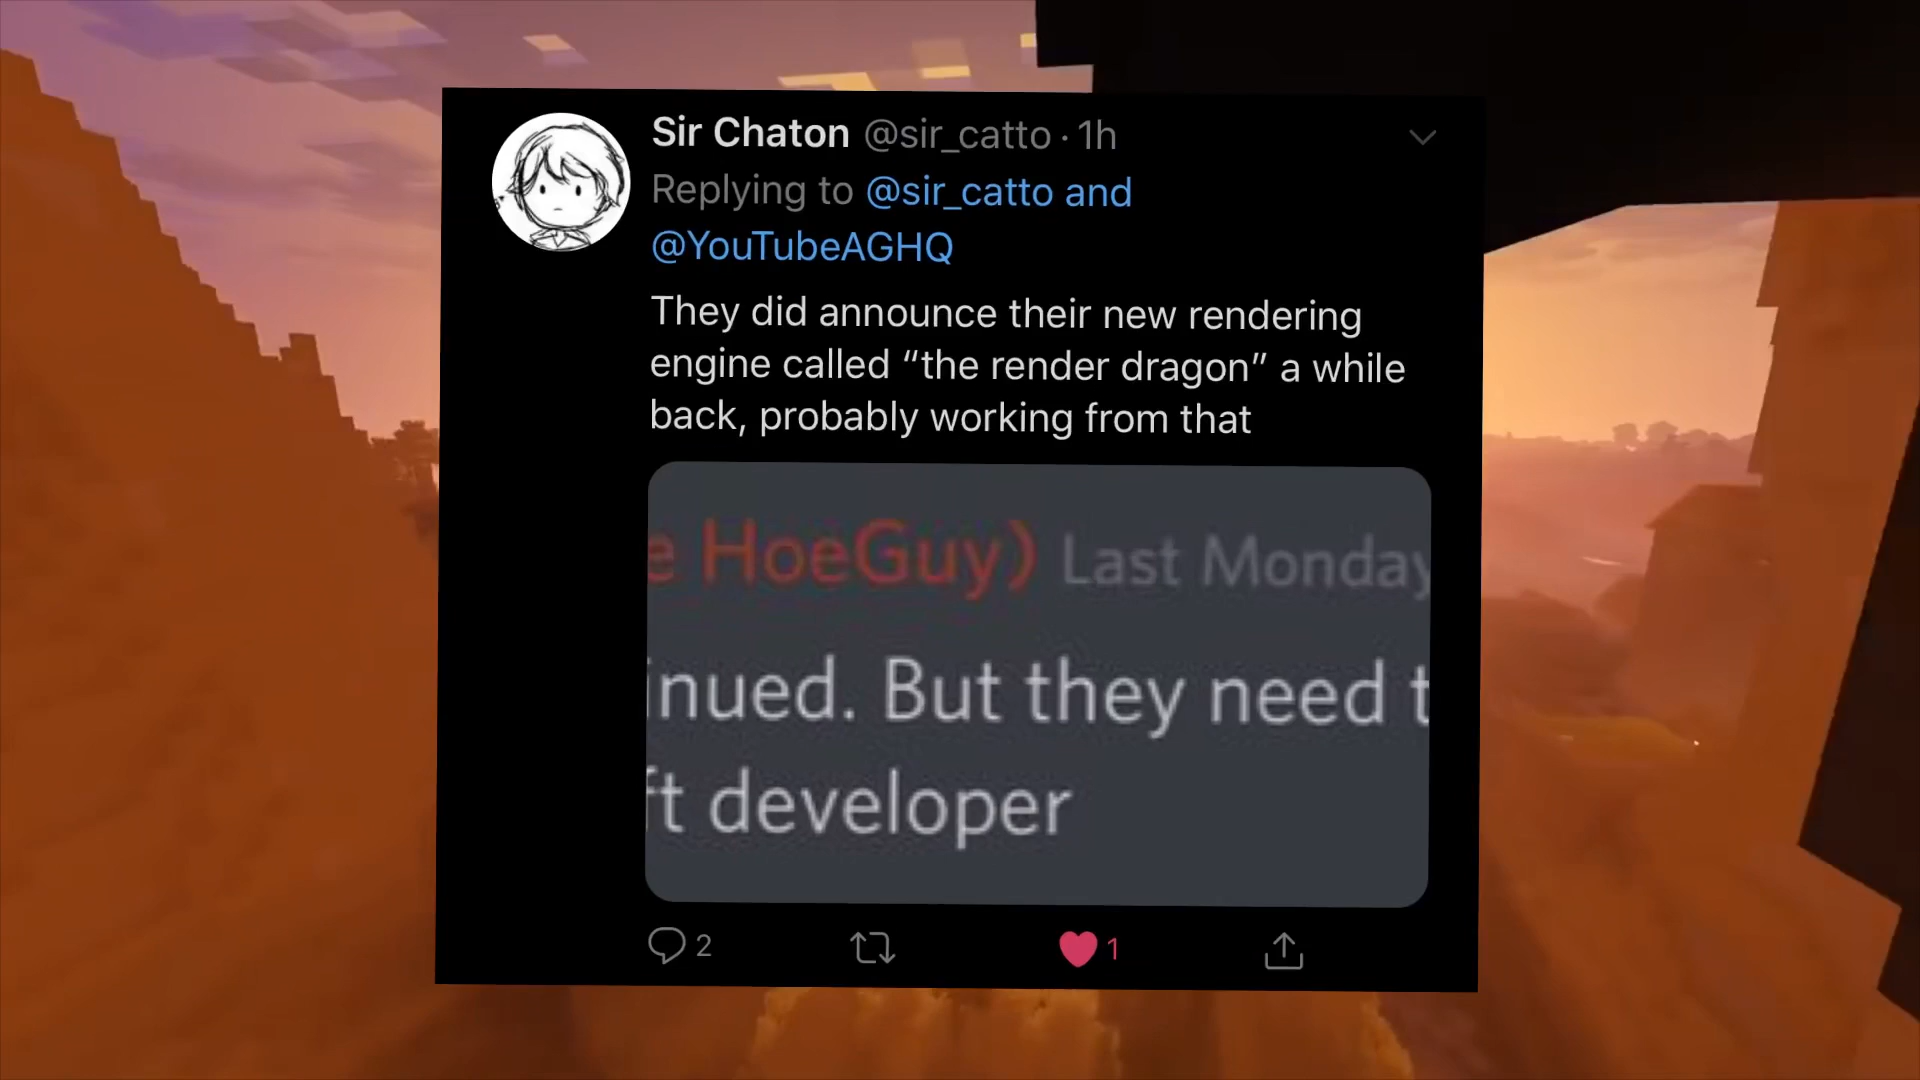 Sir Chaton @sir_catto · 1h
Replying to @sir_catto and
@YouTubeAGHQ
They did announce their new rendering
engine called “the render dragon” a while
back, probably working from that
e HoeGuy) Last Monday
inued. But they need t
ft developer
2 1